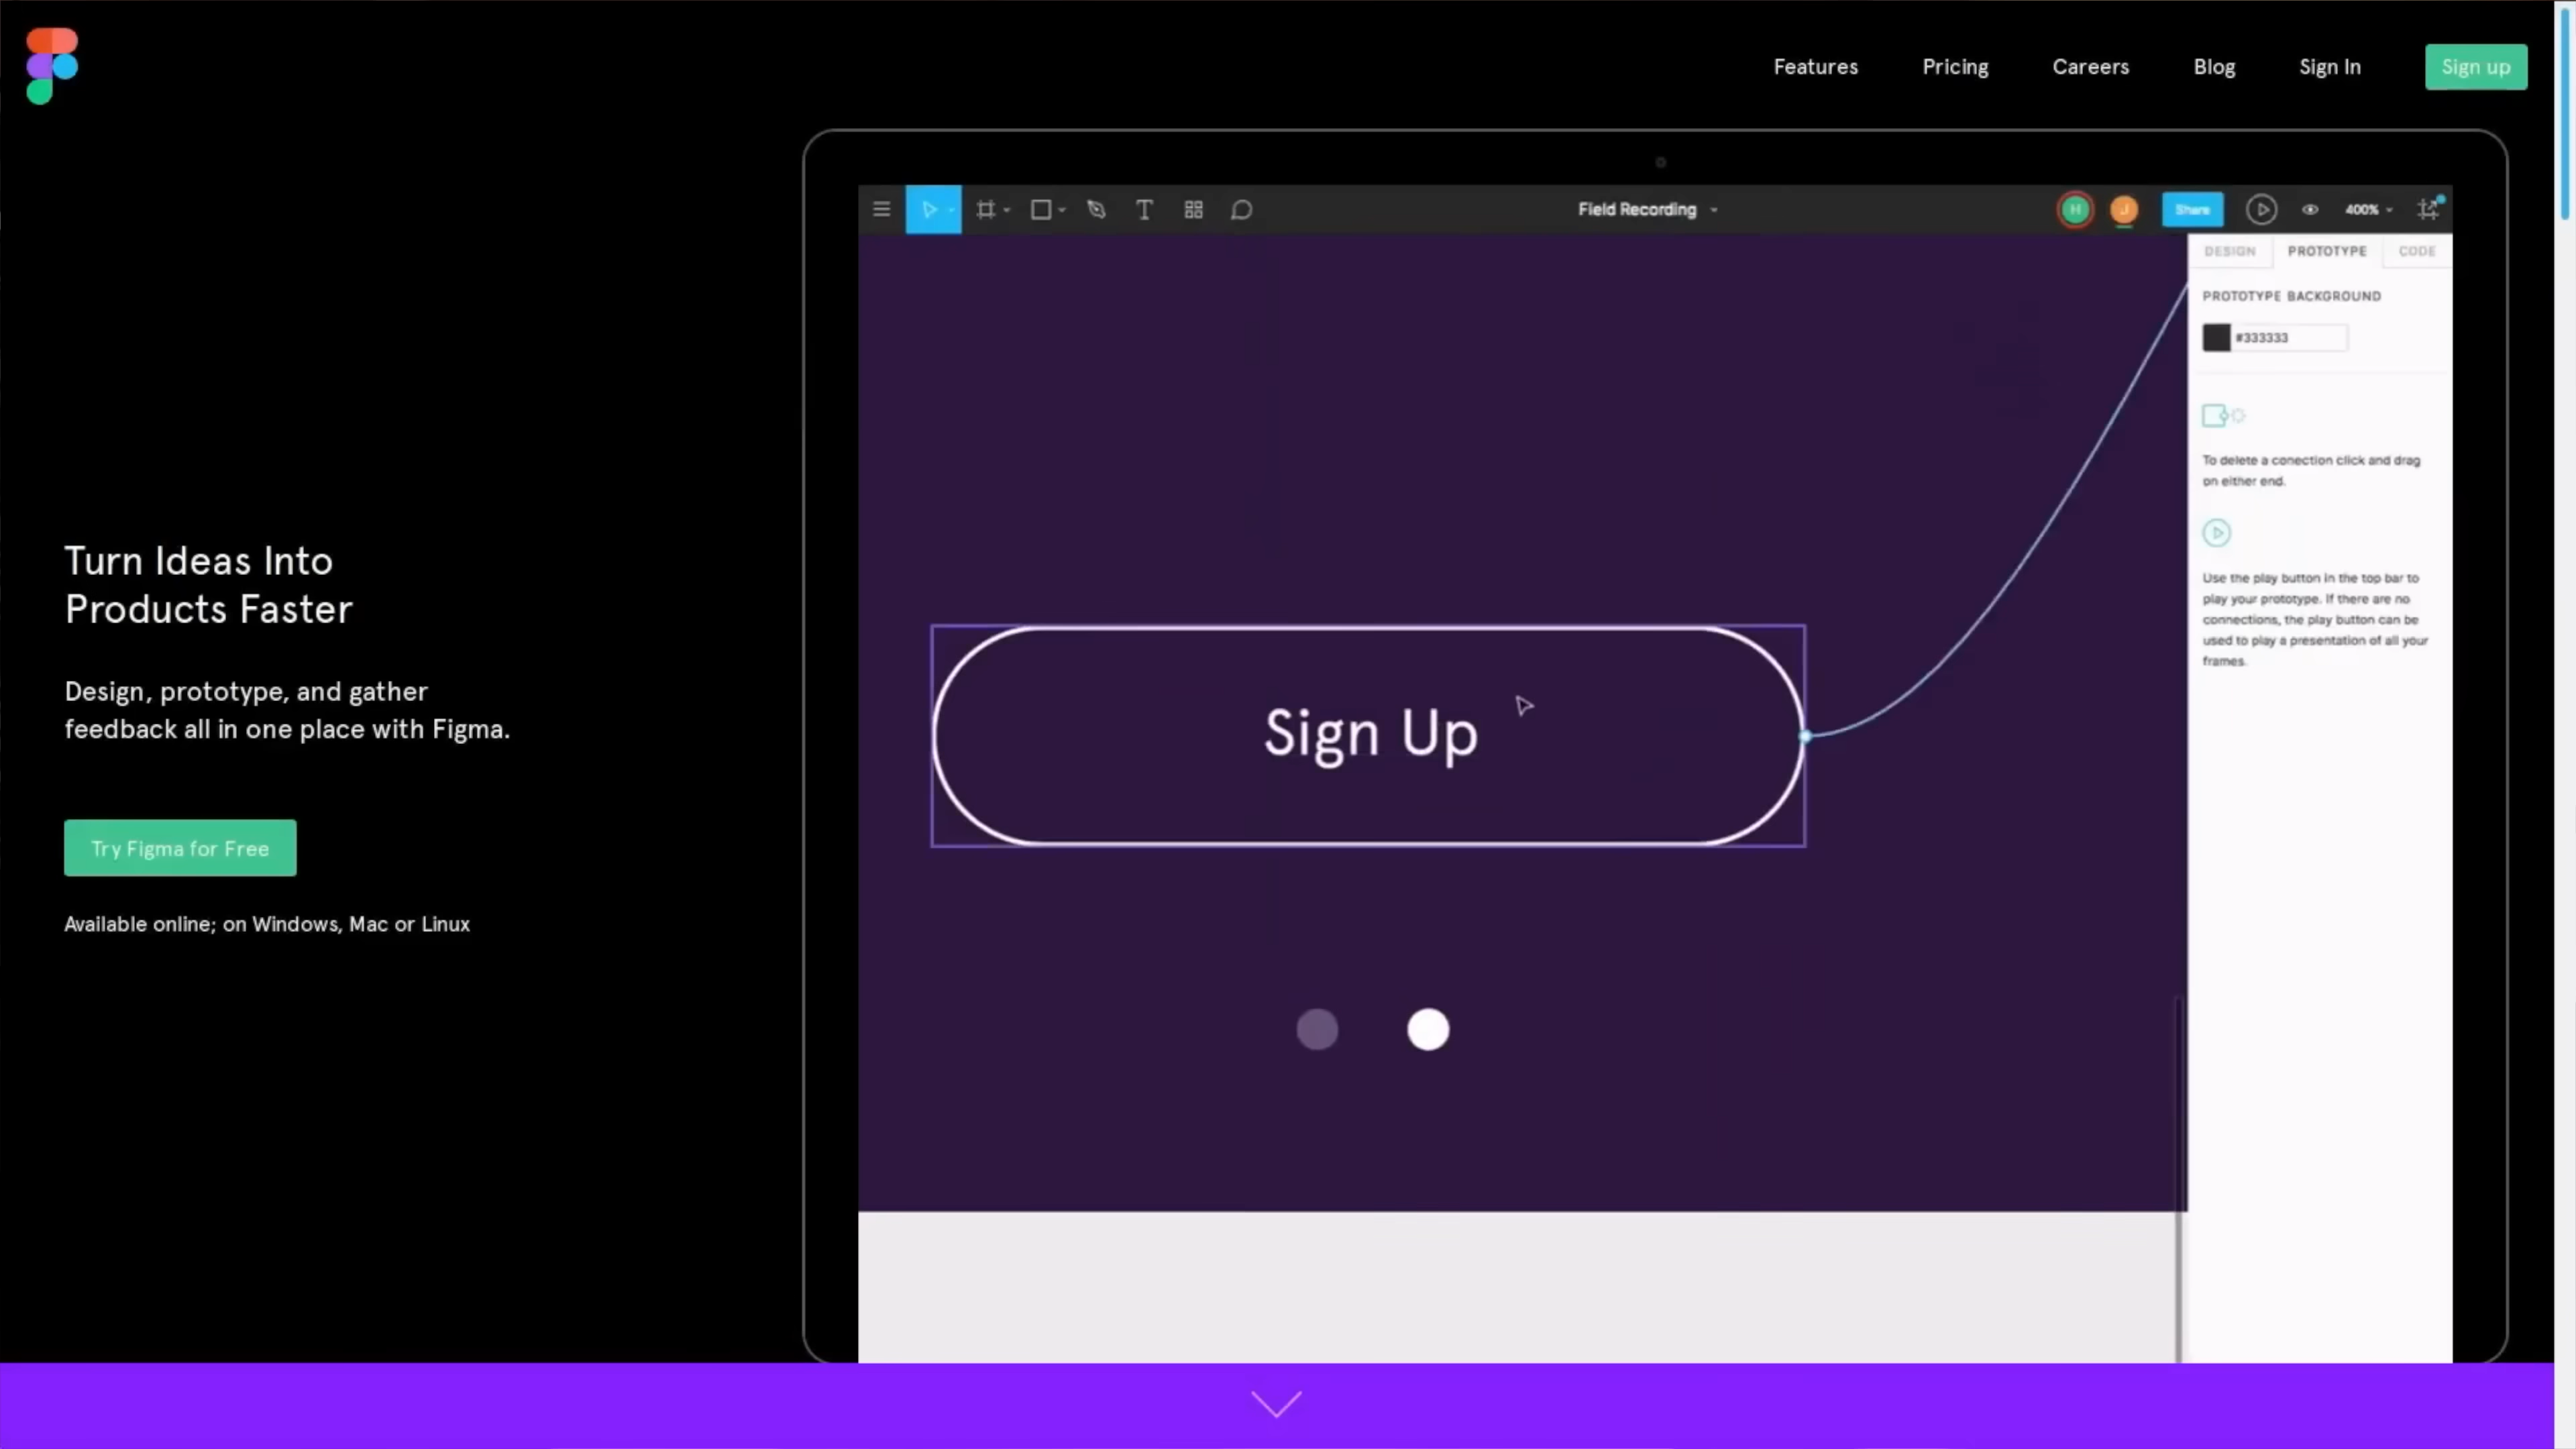 Features
Pricing
Careers
Blog
Sign In
Sign up
Field Recording
H
J
Share
400%
DESIGN
PROTOTYPE
CODE
PROTOTYPE BACKGROUND
#333333
To delete a conection click and drag
on either end.
Use the play button in the top bar to
play your prototype. If there are no
connections, the play button can be
used to play a presentation of all your
frames.
Turn Ideas Into
Products Faster
Design, prototype, and gather
feedback all in one place with Figma.
Try Figma for Free
Available online; on Windows, Mac or Linux
Sign Up